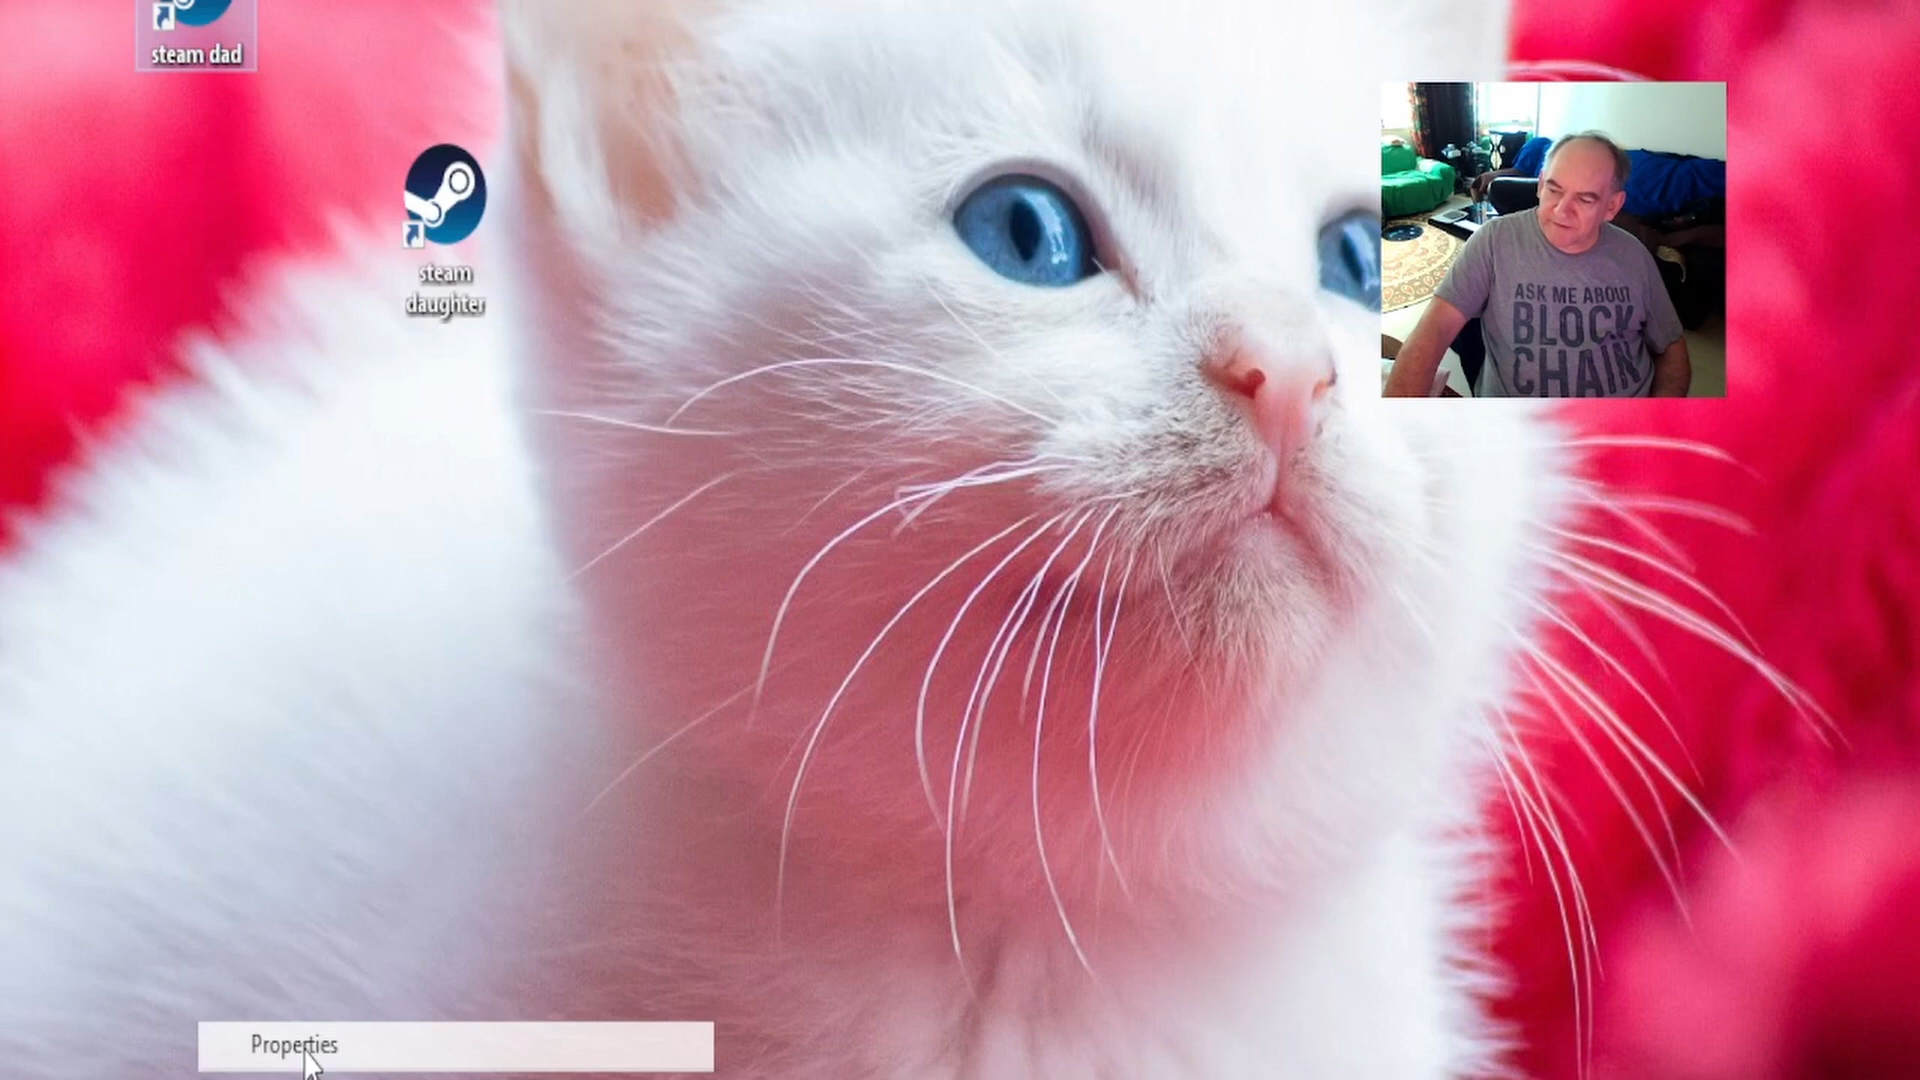 steam dad
steam
daughter
ASK ME ABOUT
BLOCK
CHAIN
Properties